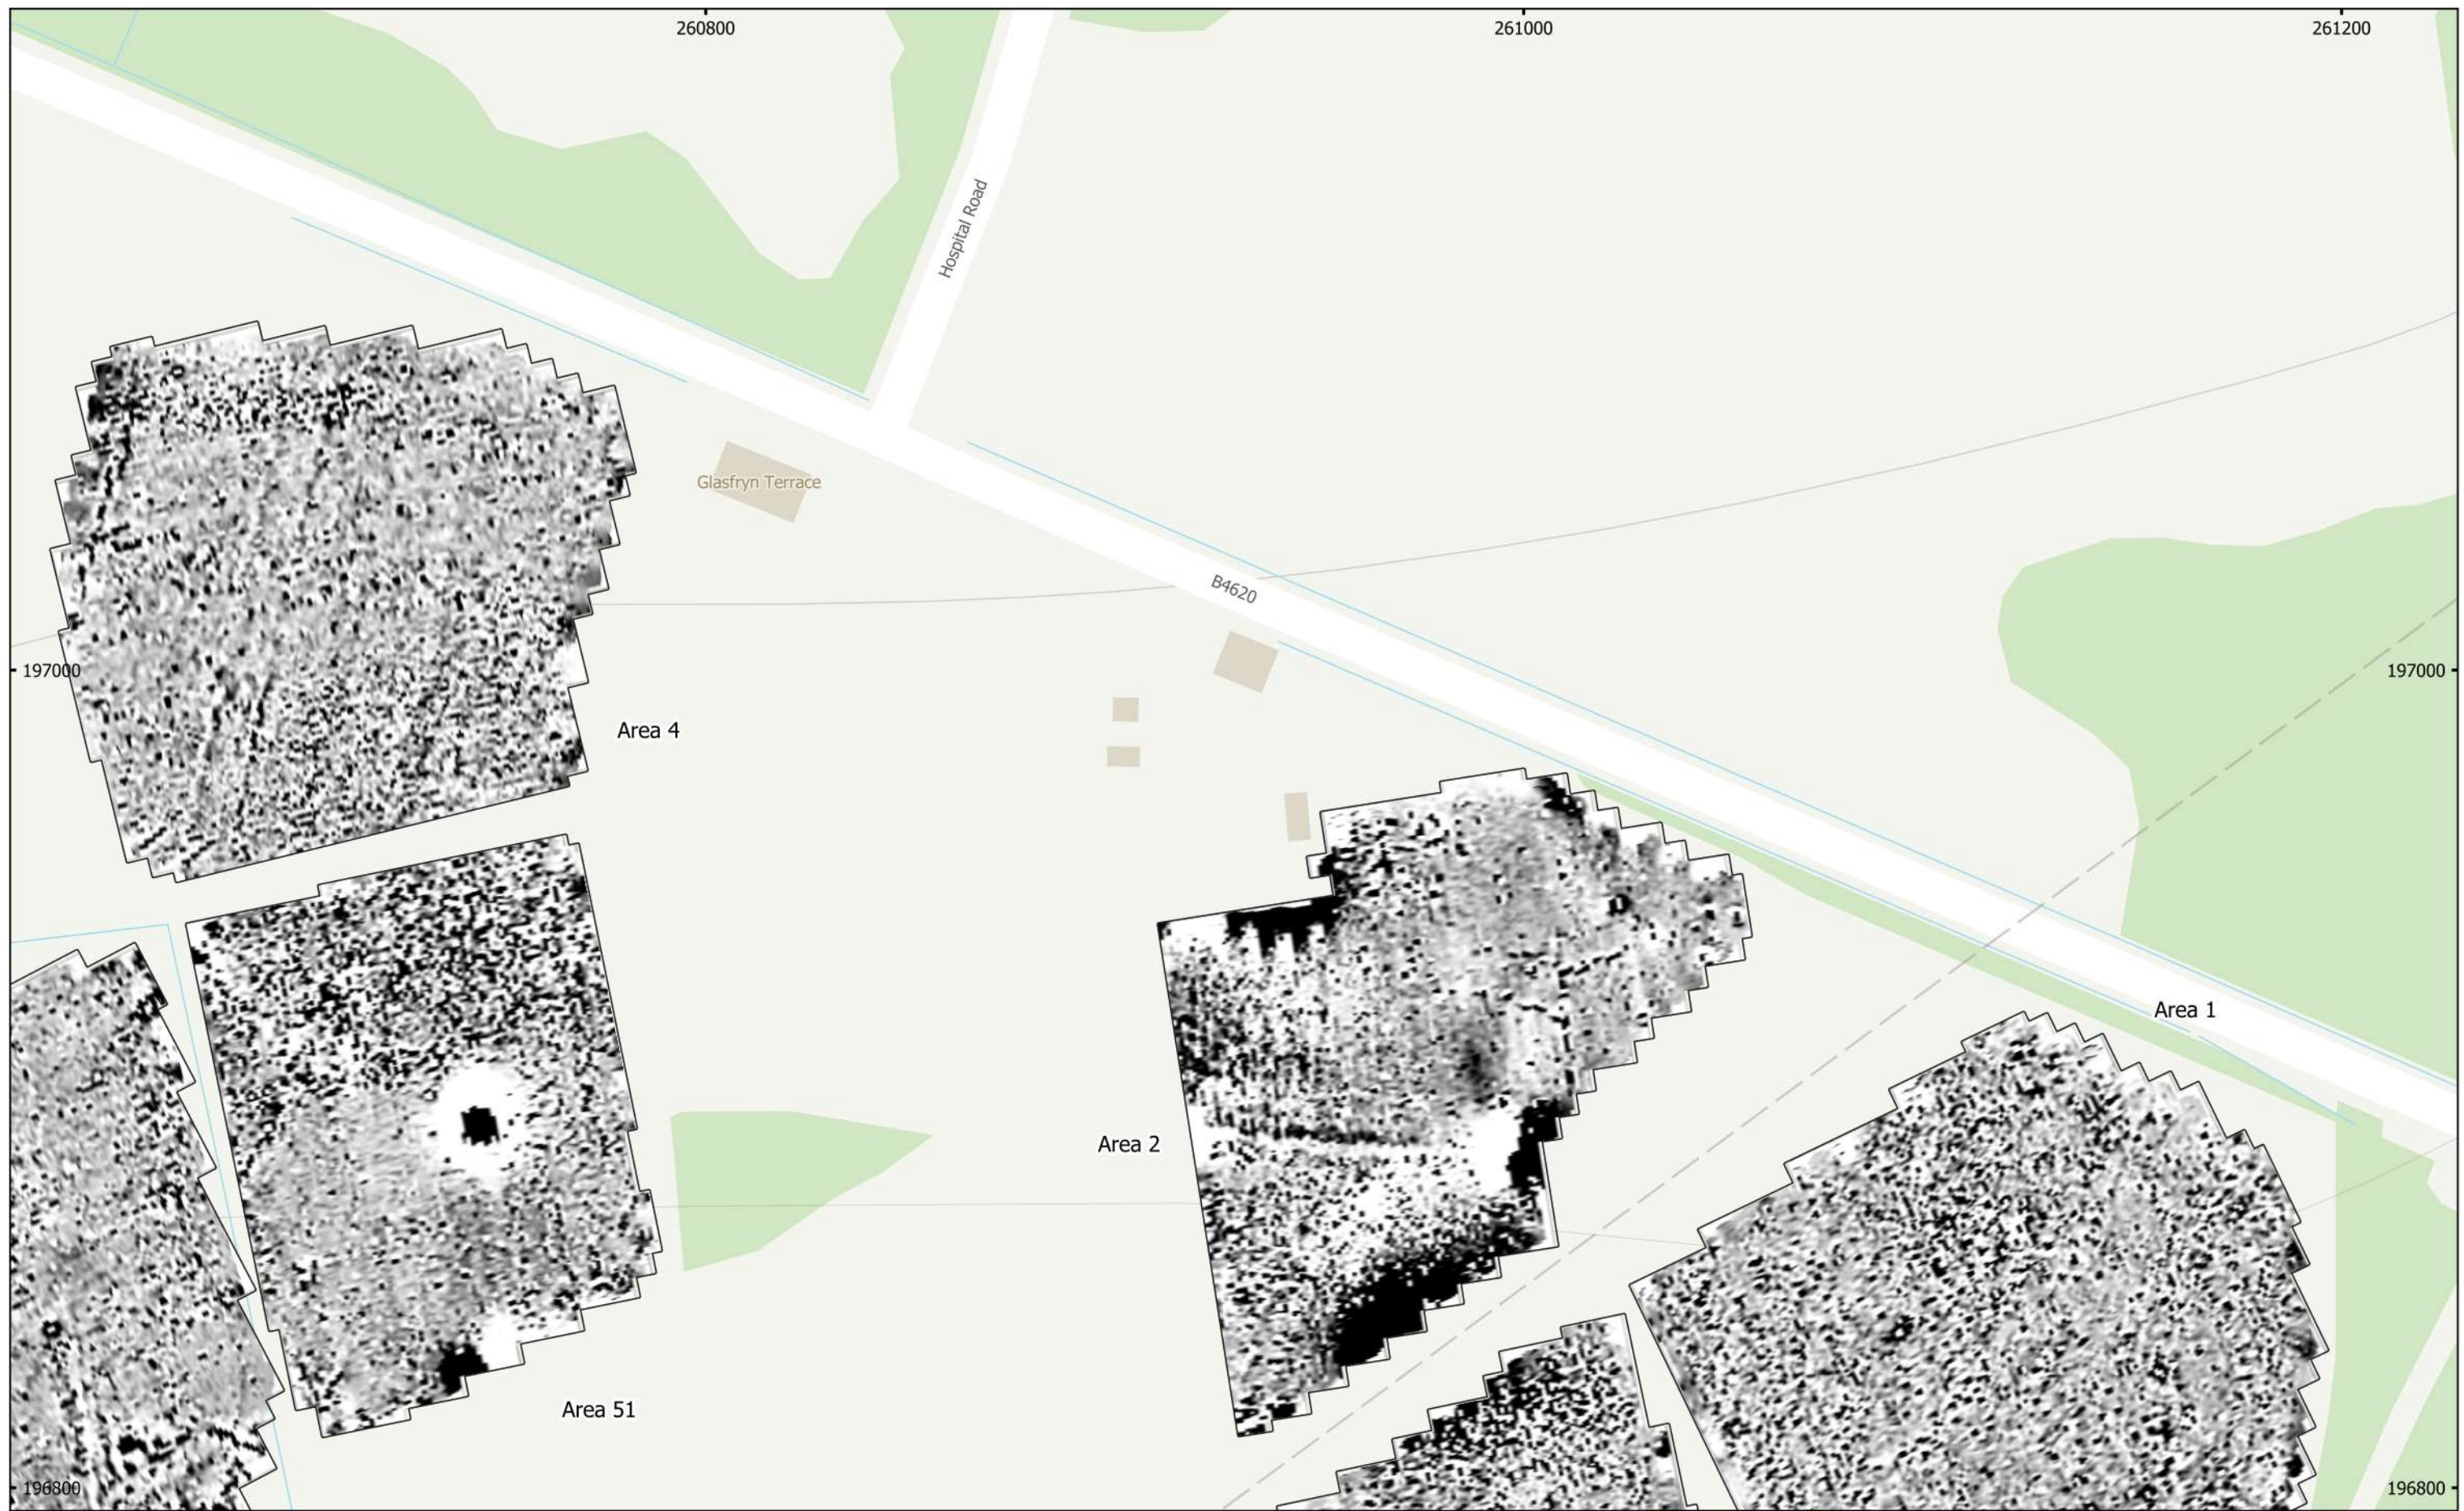 260800
261000
261200
Hospital Road
Glasfryn Terrace
B4620
197000
197000
Area 4
Area 1
Area 2
Area 51
196800
196800